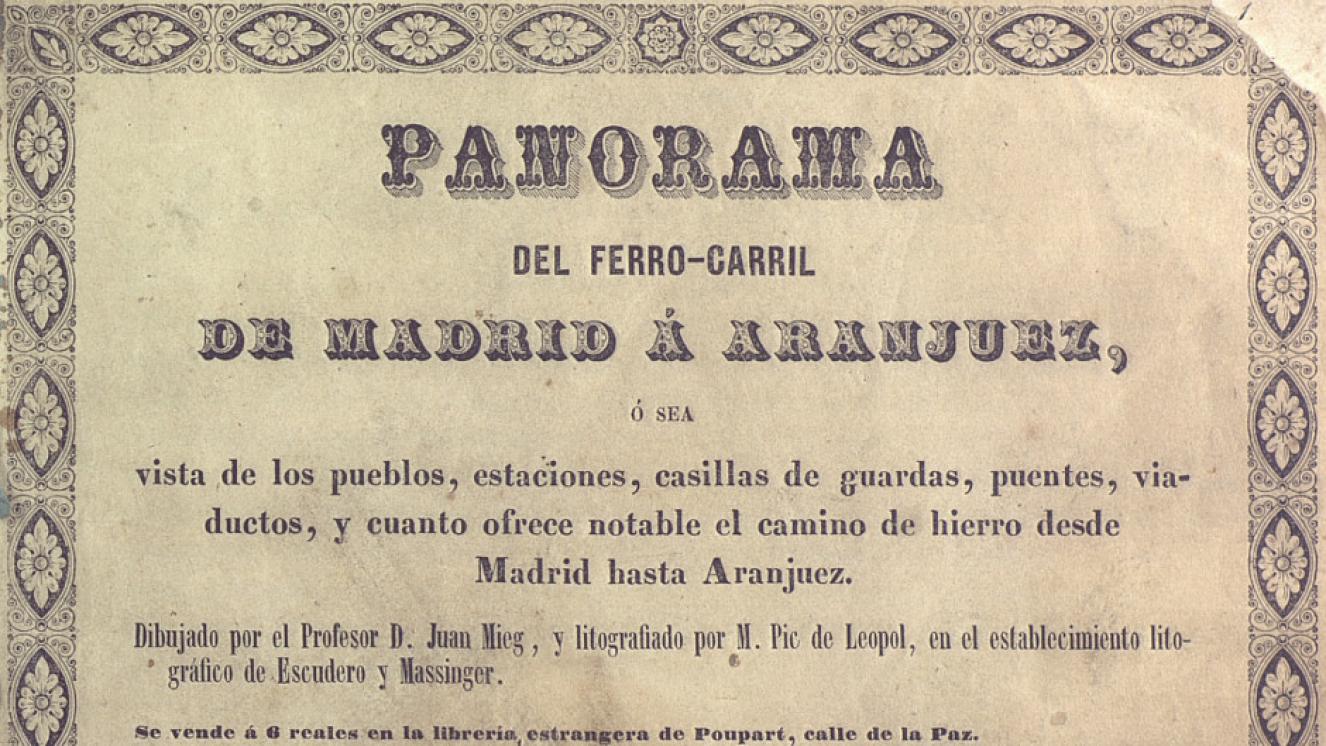 1.
PANORAMA
DEL FERRO-CARRIL
DE MADRID Á ARANJUEZ,
Ó SEA
vista de los pueblos, estaciones, casillas de guardas, puentes, via-
ductos, y cuanto ofrece notable el camino de hierro desde
Madrid hasta Aranjuez.
Dibujado por el Profesor D. Juan Mieg, y litografiado por M. Pic de Leopol, en el establecimiento lito-
gráfico de Escudero y Massinger.
Se vende á 6 reales en la librería estrangera de Poupart, calle de la Paz.